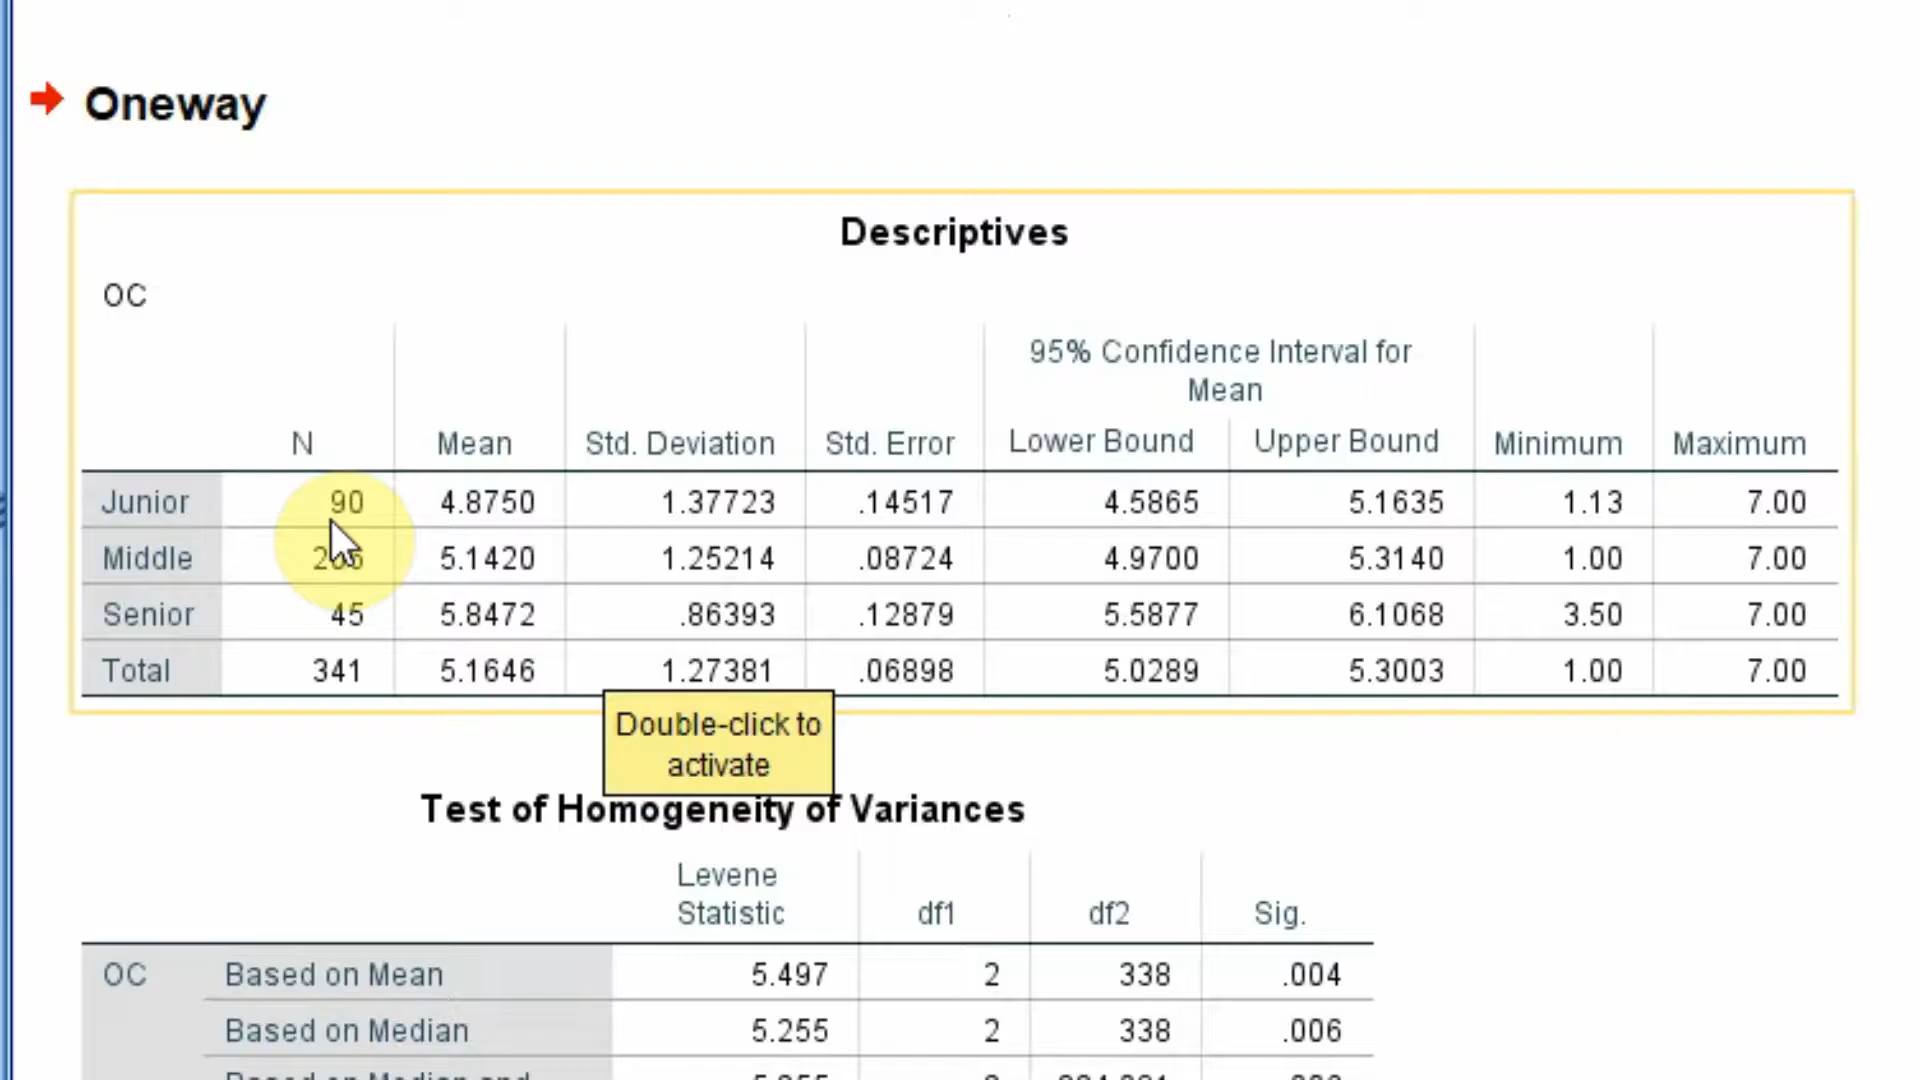 Oneway
Descriptives
OC
95% Confidence Interval for
Mean
N Mean Std. Deviation Std. Error Lower Bound Upper Bound Minimum Maximum
Junior 90 4.8750 1.37723 .14517 4.5865 5.1635 1.13 7.00
Middle 5.1420 1.25214 .08724 4.9700 5.3140 1.00 7.00
Senior 45 5.8472 .86393 .12879 5.5877 6.1068 3.50 7.00
Total 341 5.1646 1.27381 .06898 5.0289 5.3003 1.00 7.00
Double-click to
activate
Test of Homogeneity of Variances
Levene
Statistic df1 df2 Sig.
OC Based on Mean 5.497 2 338 .004
Based on Median 5.255 2 338 .006
Based on Median and